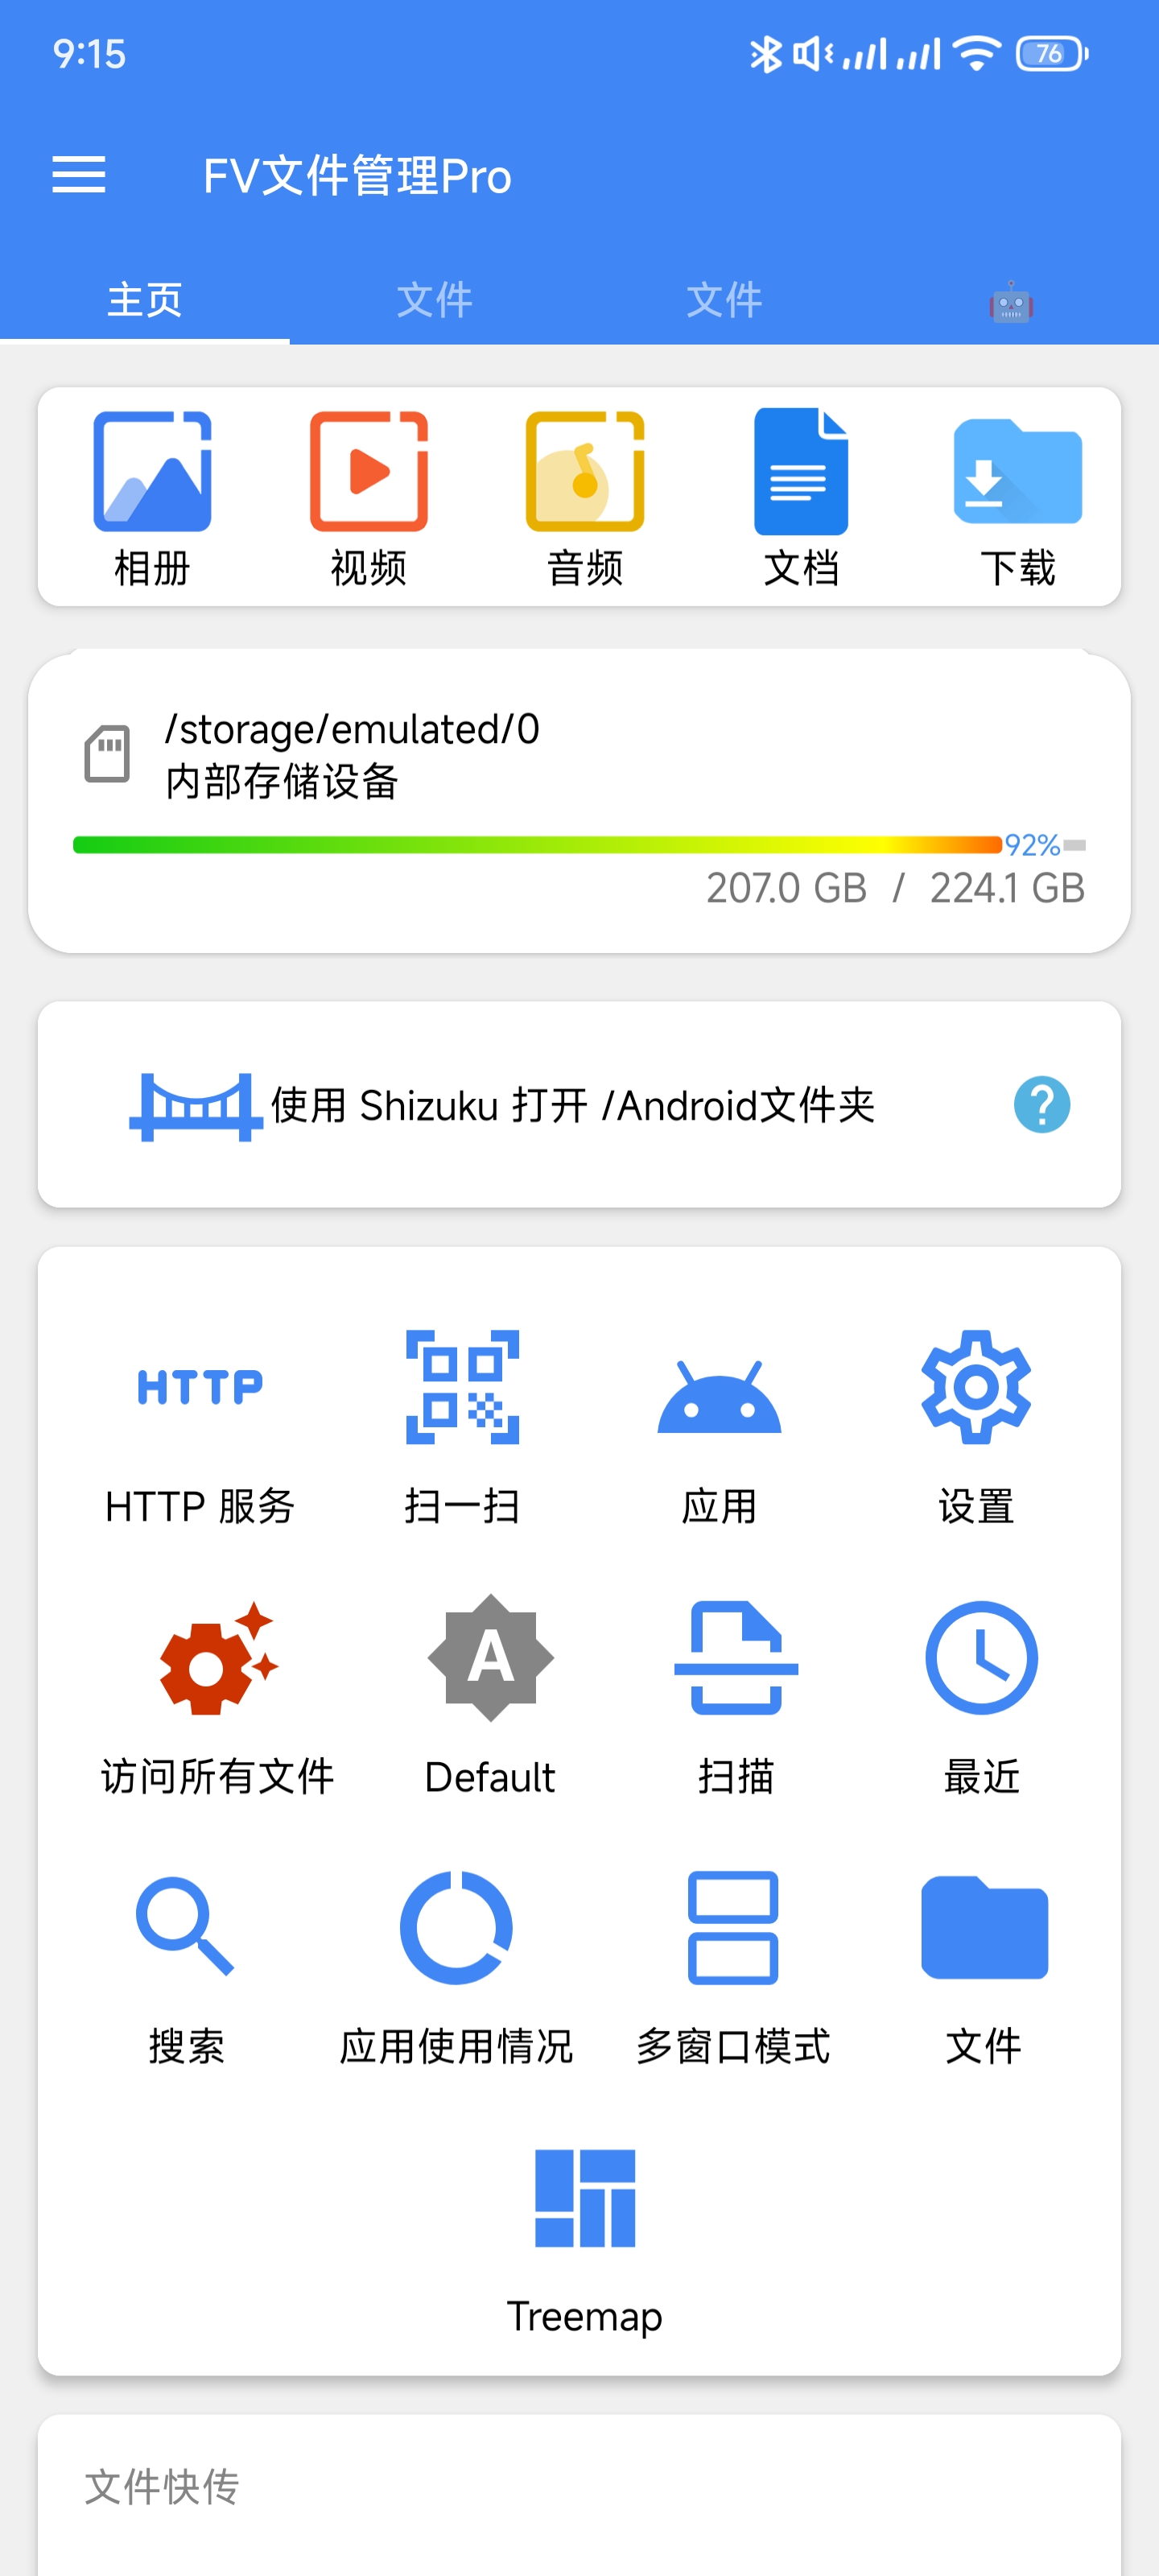 9:15
76
FV文件管理Pro
主页 文件 文件
相册 视频 音频 文档 下载
/storage/emulated/0
内部存储设备
92%
207.0 GB / 224.1 GB
使用 Shizuku 打开 /Android文件夹
?
HTTP
HTTP 服务 扫一扫 应用 设置
A
访问所有文件 Default 扫描 最近
搜索 应用使用情况 多窗口模式 文件
Treemap
文件快传